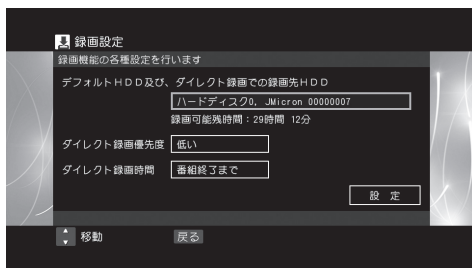 録画設定
録画機能の各種設定を行います
デフォルトＨＤＤ及び、ダイレクト録画での録画先ＨＤＤ
ハードディスク0, JMicron 00000007
録画可能残時間：29時間 12分
ダイレクト録画優先度 低い
ダイレクト録画時間 番組終了まで
設 定
移動 戻る